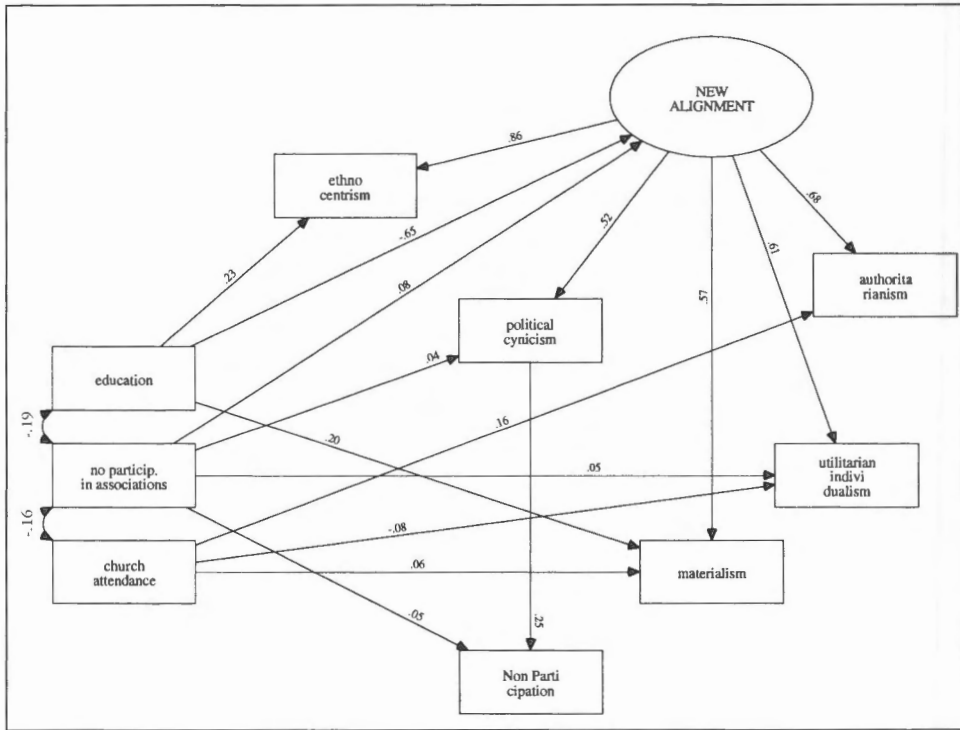 NEW
ALIGNMENT
.86
ethno
centrism
-.65
.52
.68
.61
.23
.08
.57
authorita
rianism
political
cynicism
education
.04
.16
-.19
.20
no particip.
in associations
.05
utilitarian
indivi
dualism
-.16
-.08
church
attendance
.06
materialism
.05
.25
Non Parti
cipation